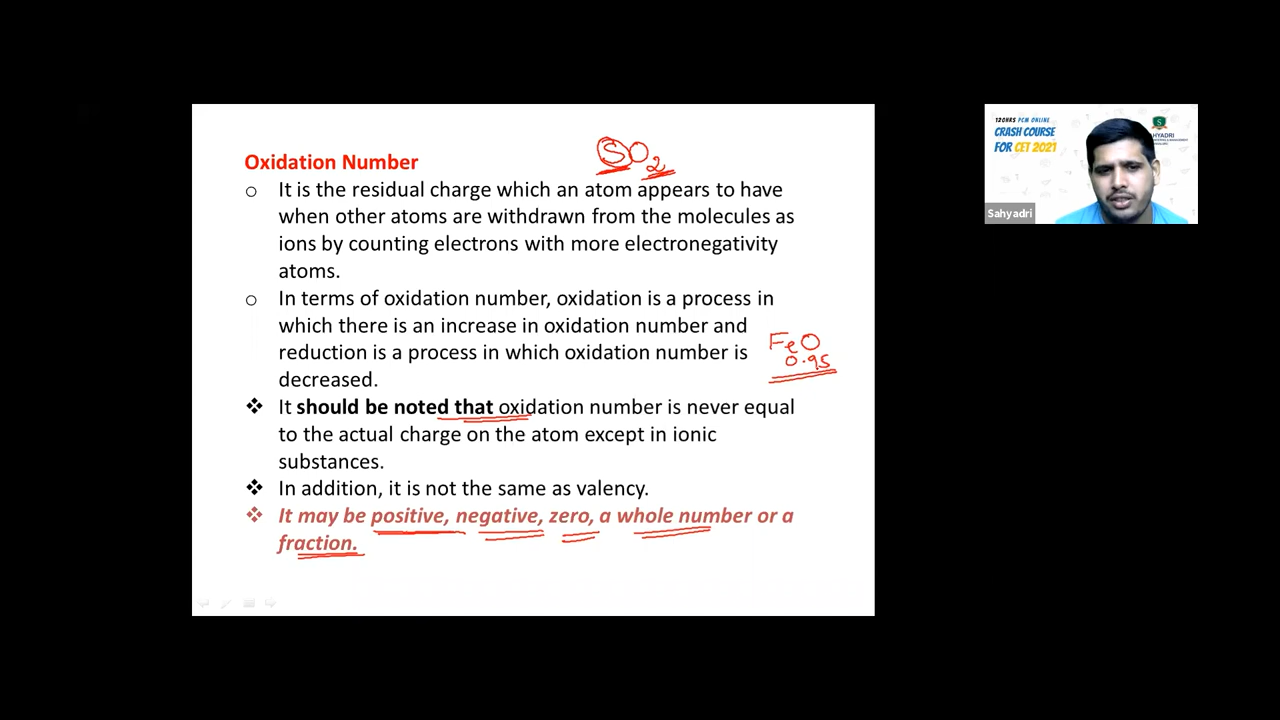 Oxidation Number
SO2
o It is the residual charge which an atom appears to have
when other atoms are withdrawn from the molecules as
ions by counting electrons with more electronegativity
atoms.
o In terms of oxidation number, oxidation is a process in
which there is an increase in oxidation number and
reduction is a process in which oxidation number is
decreased.
FeO
0.95
❖ It should be noted that oxidation number is never equal
to the actual charge on the atom except in ionic
substances.
❖ In addition, it is not the same as valency.
❖ It may be positive, negative, zero, a whole number or a
fraction.
120HRS PCM ONLINE
CRASH COURSE
FOR CET 2021
S
Sahyadri